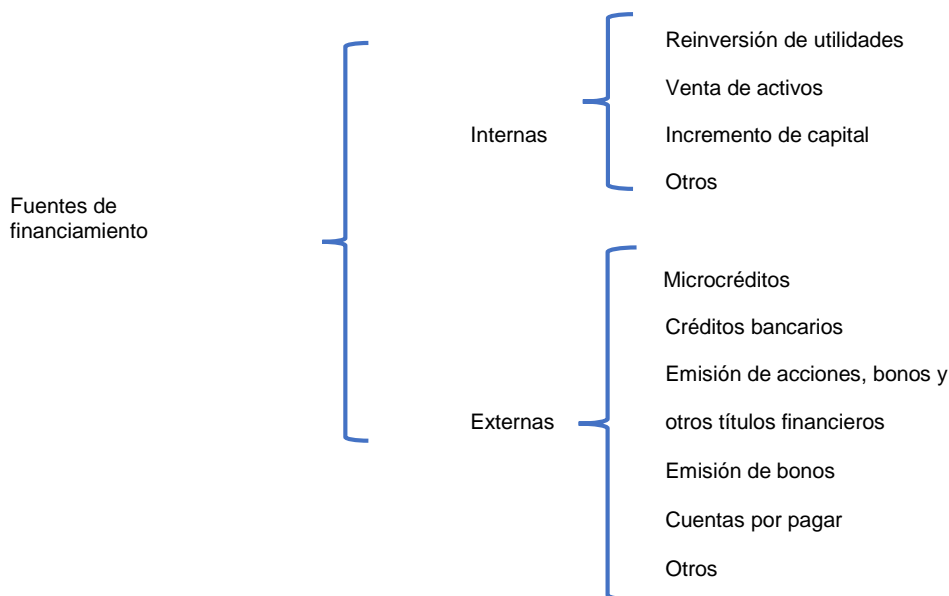 Fuentes de
financiamiento
Internas
Reinversión de utilidades
Venta de activos
Incremento de capital
Otros
Externas
Microcréditos
Créditos bancarios
Emisión de acciones, bonos y
otros títulos financieros
Emisión de bonos
Cuentas por pagar
Otros